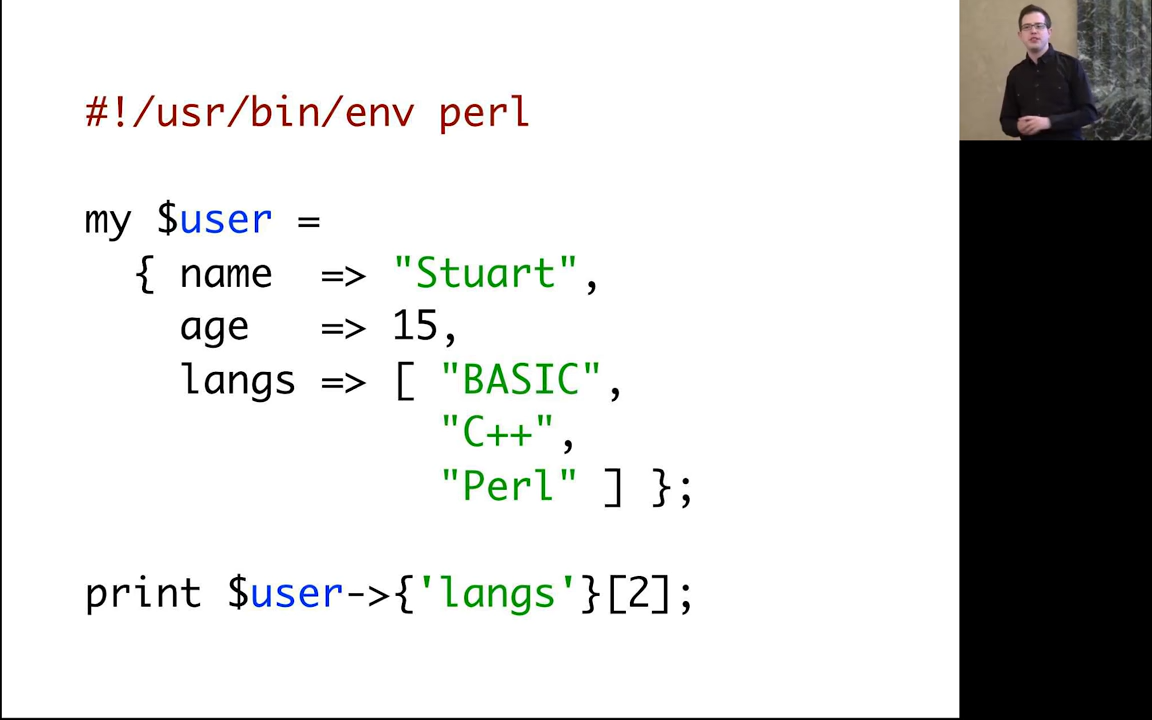 #!/usr/bin/env perl
my $user =
{ name => "Stuart",
age => 15,
langs => [ "BASIC",
"C++",
"Perl" ] };
print $user->{'langs'}[2];